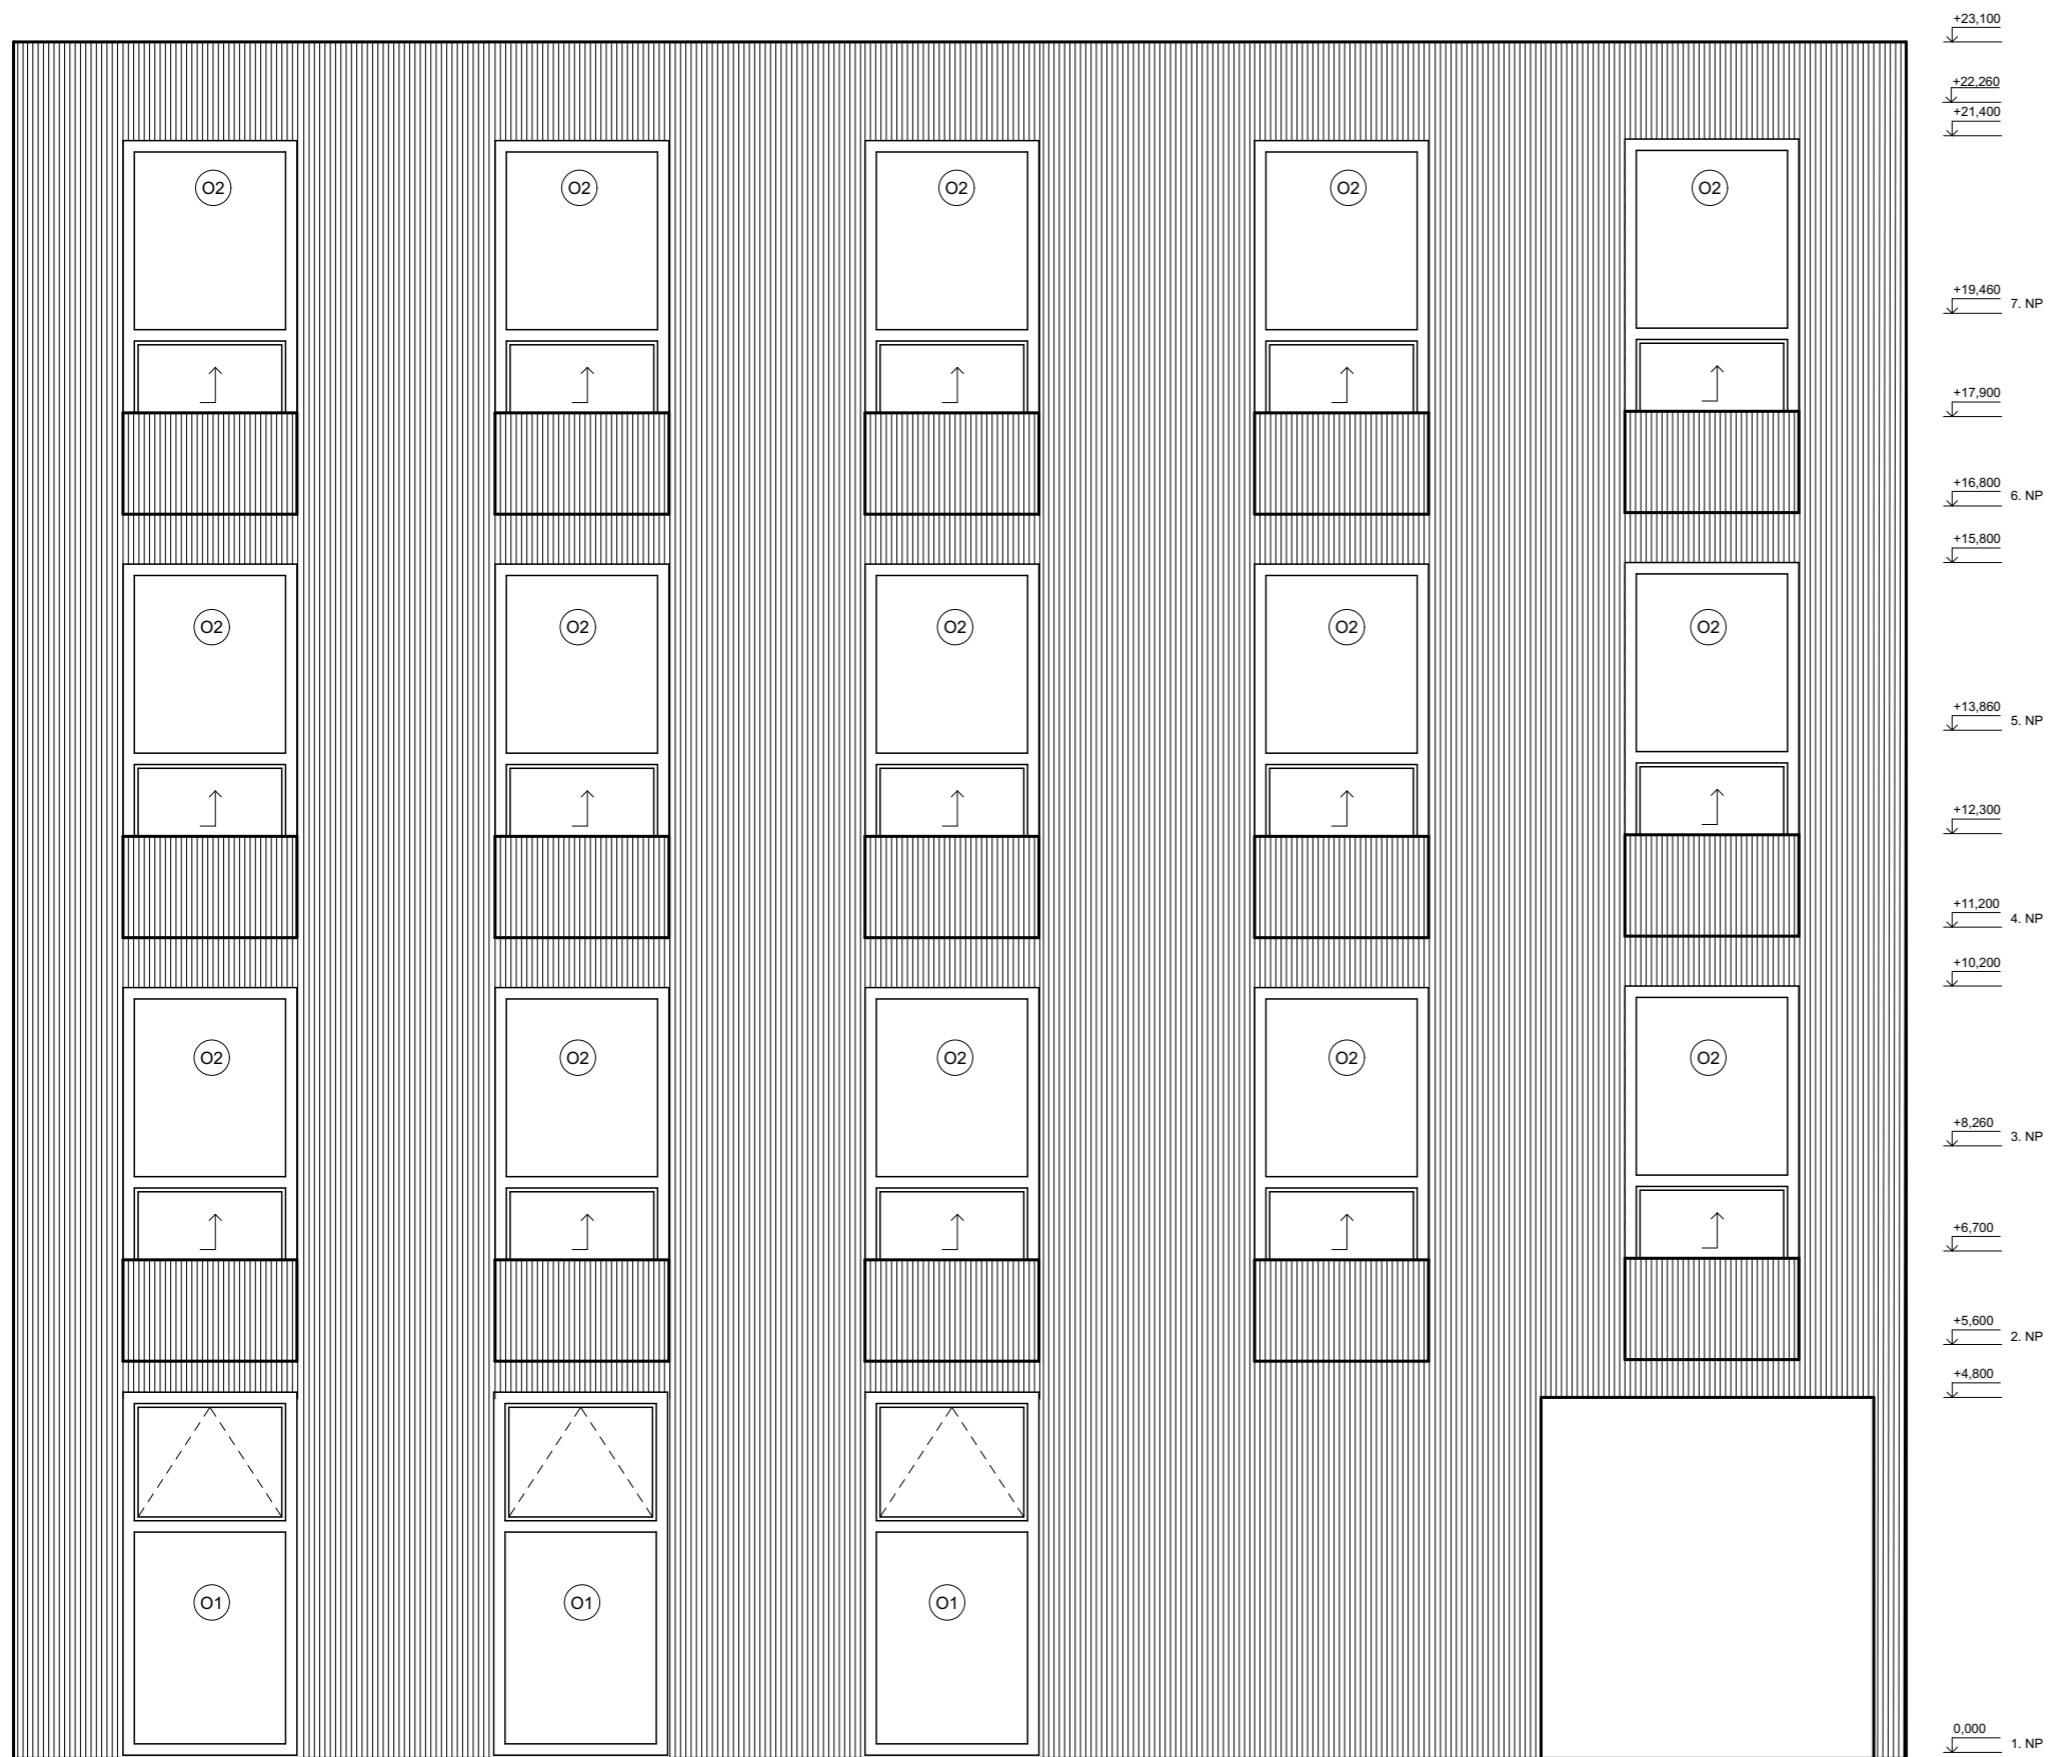 +23,100
+22,260
+21,400
O2 O2 O2 O2 O2
+19,460 7. NP
+17,900
+16,800 6. NP
+15,800
O2 O2 O2 O2 O2
+13,860 5. NP
+12,300
+11,200 4. NP
+10,200
O2 O2 O2 O2 O2
+8,260 3. NP
+6,700
+5,600 2. NP
+4,800
O1 O1 O1
0,000 1. NP